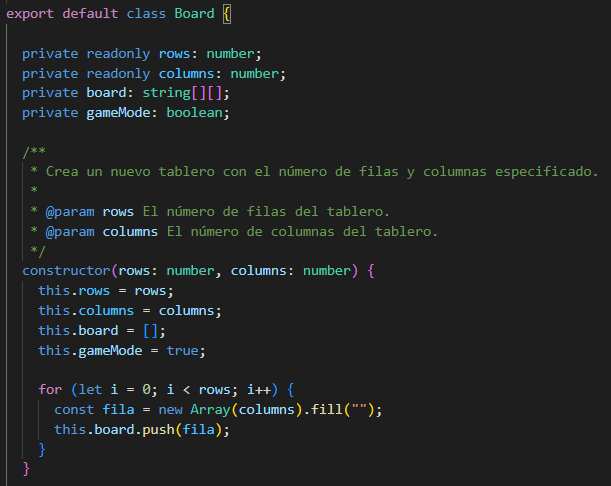 export default class Board {
private readonly rows: number;
private readonly columns: number;
private board: string[][];
private gameMode: boolean;
/**
* Crea un nuevo tablero con el número de filas y columnas especificado.
*
* @param rows El número de filas del tablero.
* @param columns El número de columnas del tablero.
*/
constructor(rows: number, columns: number) {
this.rows = rows;
this.columns = columns;
this.board = [];
this.gameMode = true;
for (let i = 0; i < rows; i++) {
const fila = new Array(columns).fill("");
this.board.push(fila);
}
}